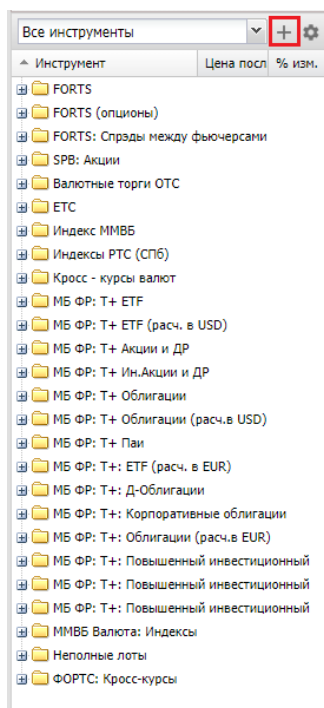 Все инструменты
Инструмент Цена посл % изм.
FORTS
FORTS (опционы)
FORTS: Спрэды между фьючерсами
SPB: Акции
Валютные торги ОТС
ETC
Индекс ММВБ
Индексы РТС (СПб)
Кросс - курсы валют
МБ ФР: Т+ ETF
МБ ФР: Т+ ETF (расч. в USD)
МБ ФР: Т+ Акции и ДР
МБ ФР: Т+ Ин.Акции и ДР
МБ ФР: Т+ Облигации
МБ ФР: Т+ Облигации (расч.в USD)
МБ ФР: Т+ Паи
МБ ФР: Т+: ETF (расч. в EUR)
МБ ФР: Т+: Д-Облигации
МБ ФР: Т+: Корпоративные облигации
МБ ФР: Т+: Облигации (расч.в EUR)
МБ ФР: Т+: Повышенный инвестиционный
МБ ФР: Т+: Повышенный инвестиционный
МБ ФР: Т+: Повышенный инвестиционный
ММВБ Валюта: Индексы
Неполные лоты
ФОРТС: Кросс-курсы